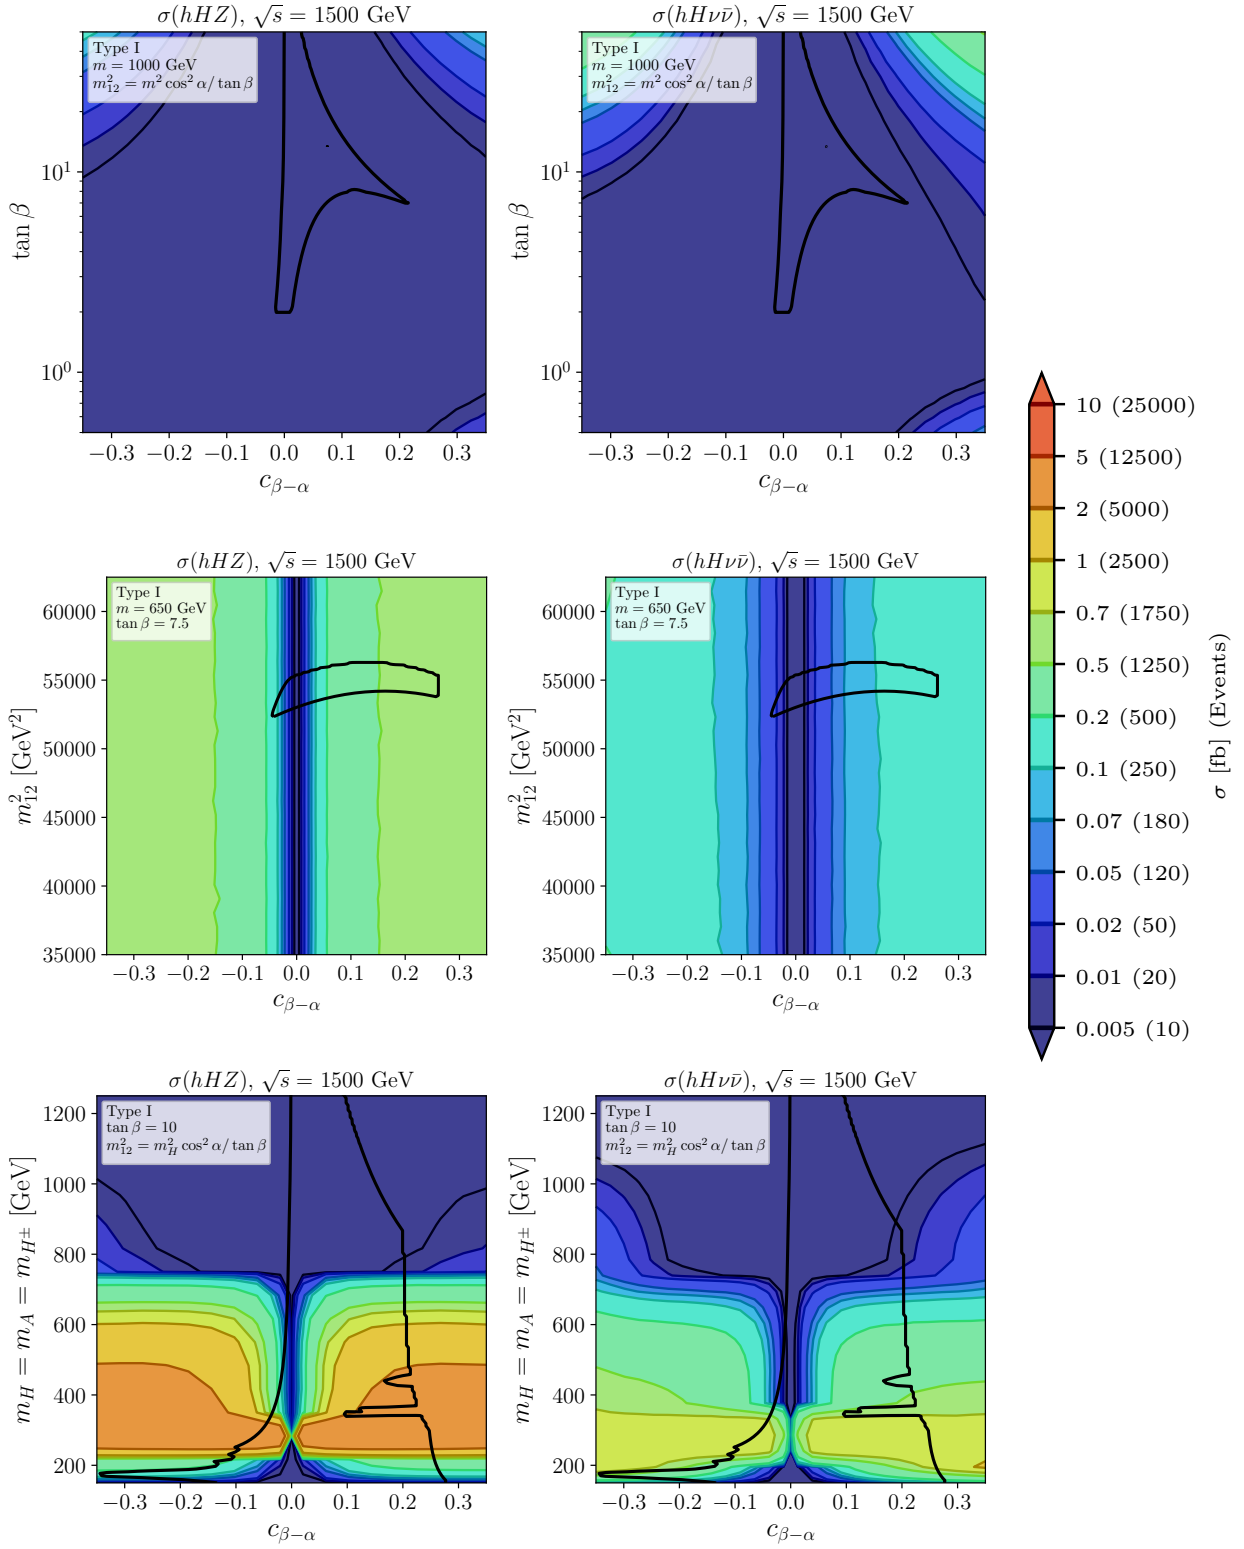 σ(hHZ), √s = 1500 GeV
Type I
m = 1000 GeV
m²₁₂ = m² cos² α/ tan β
10¹
10⁰
tan β
−0.3 −0.2 −0.1 0.0 0.1 0.2 0.3
c_{β−α}
σ(hHνν̄), √s = 1500 GeV
Type I
m = 1000 GeV
m²₁₂ = m² cos² α/ tan β
10¹
10⁰
tan β
−0.3 −0.2 −0.1 0.0 0.1 0.2 0.3
c_{β−α}
σ(hHZ), √s = 1500 GeV
Type I
m = 650 GeV
tan β = 7.5
60000
55000
50000
45000
40000
35000
m²₁₂ [GeV²]
−0.3 −0.2 −0.1 0.0 0.1 0.2 0.3
c_{β−α}
σ(hHνν̄), √s = 1500 GeV
Type I
m = 650 GeV
tan β = 7.5
60000
55000
50000
45000
40000
35000
m²₁₂ [GeV²]
−0.3 −0.2 −0.1 0.0 0.1 0.2 0.3
c_{β−α}
σ(hHZ), √s = 1500 GeV
Type I
tan β = 10
m²₁₂ = m²_H cos² α/ tan β
1200
1000
800
600
400
200
m_H = m_A = m_{H±} [GeV]
−0.3 −0.2 −0.1 0.0 0.1 0.2 0.3
c_{β−α}
σ(hHνν̄), √s = 1500 GeV
Type I
tan β = 10
m²₁₂ = m²_H cos² α/ tan β
1200
1000
800
600
400
200
m_H = m_A = m_{H±} [GeV]
−0.3 −0.2 −0.1 0.0 0.1 0.2 0.3
c_{β−α}
10 (25000)
5 (12500)
2 (5000)
1 (2500)
0.7 (1750)
0.5 (1250)
0.2 (500)
0.1 (250)
0.07 (180)
0.05 (120)
0.02 (50)
0.01 (20)
0.005 (10)
σ [fb] (Events)